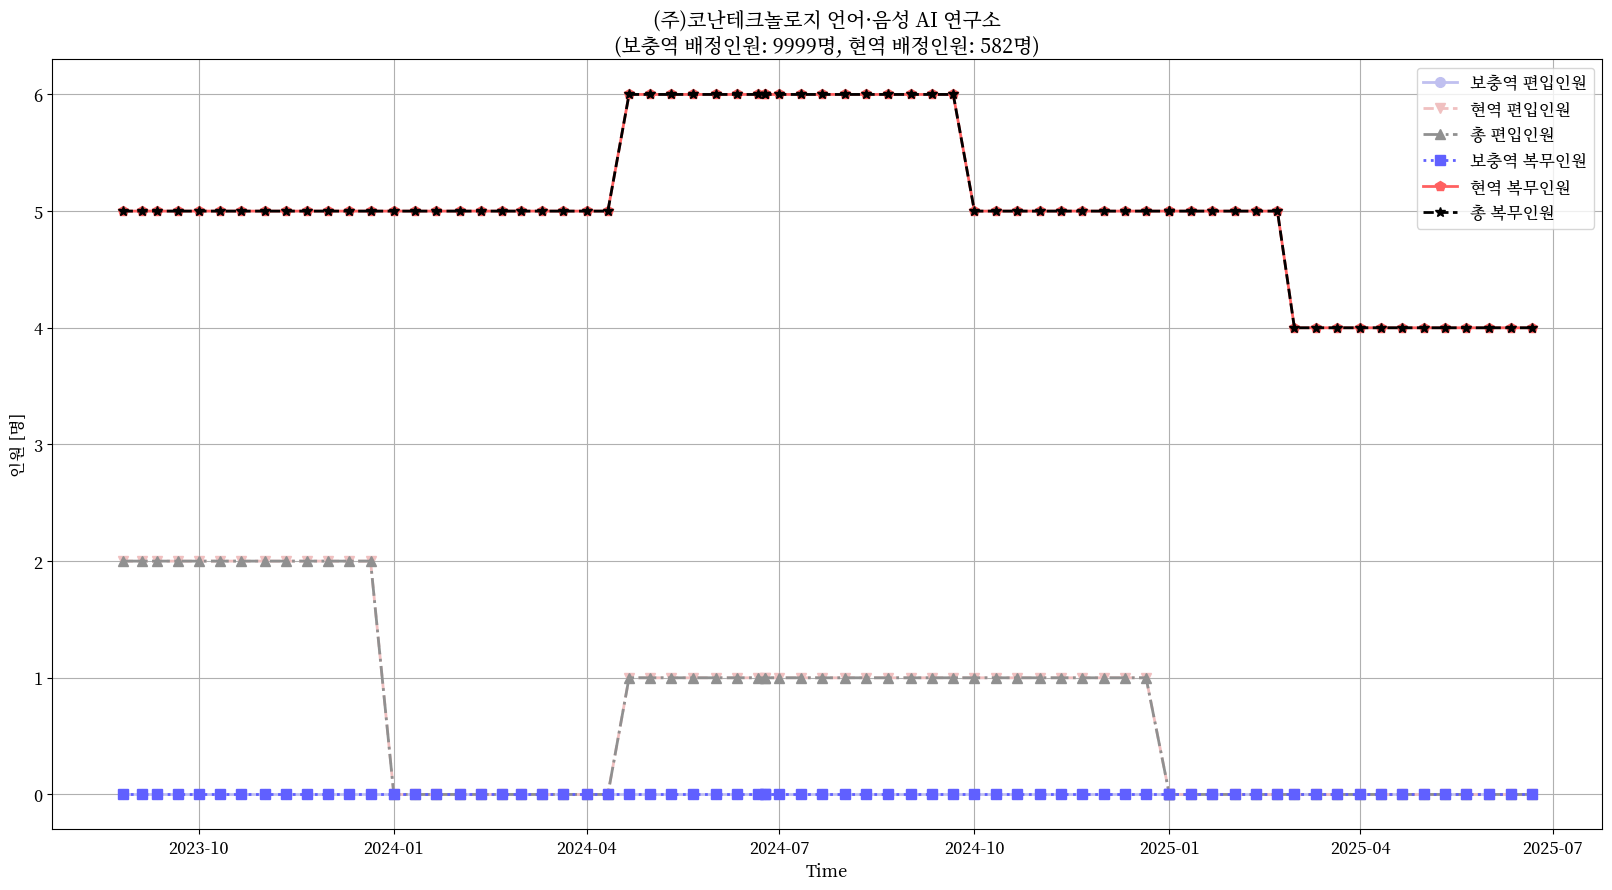 (주)코난테크놀로지 언어·음성 AI 연구소
(보충역 배정인원: 9999명, 현역 배정인원: 582명)
보충역 편입인원
현역 편입인원
총 편입인원
보충역 복무인원
현역 복무인원
총 복무인원
인원 [명]
6
5
4
3
2
1
0
2023-10
2024-01
2024-04
2024-07
2024-10
2025-01
2025-04
2025-07
Time